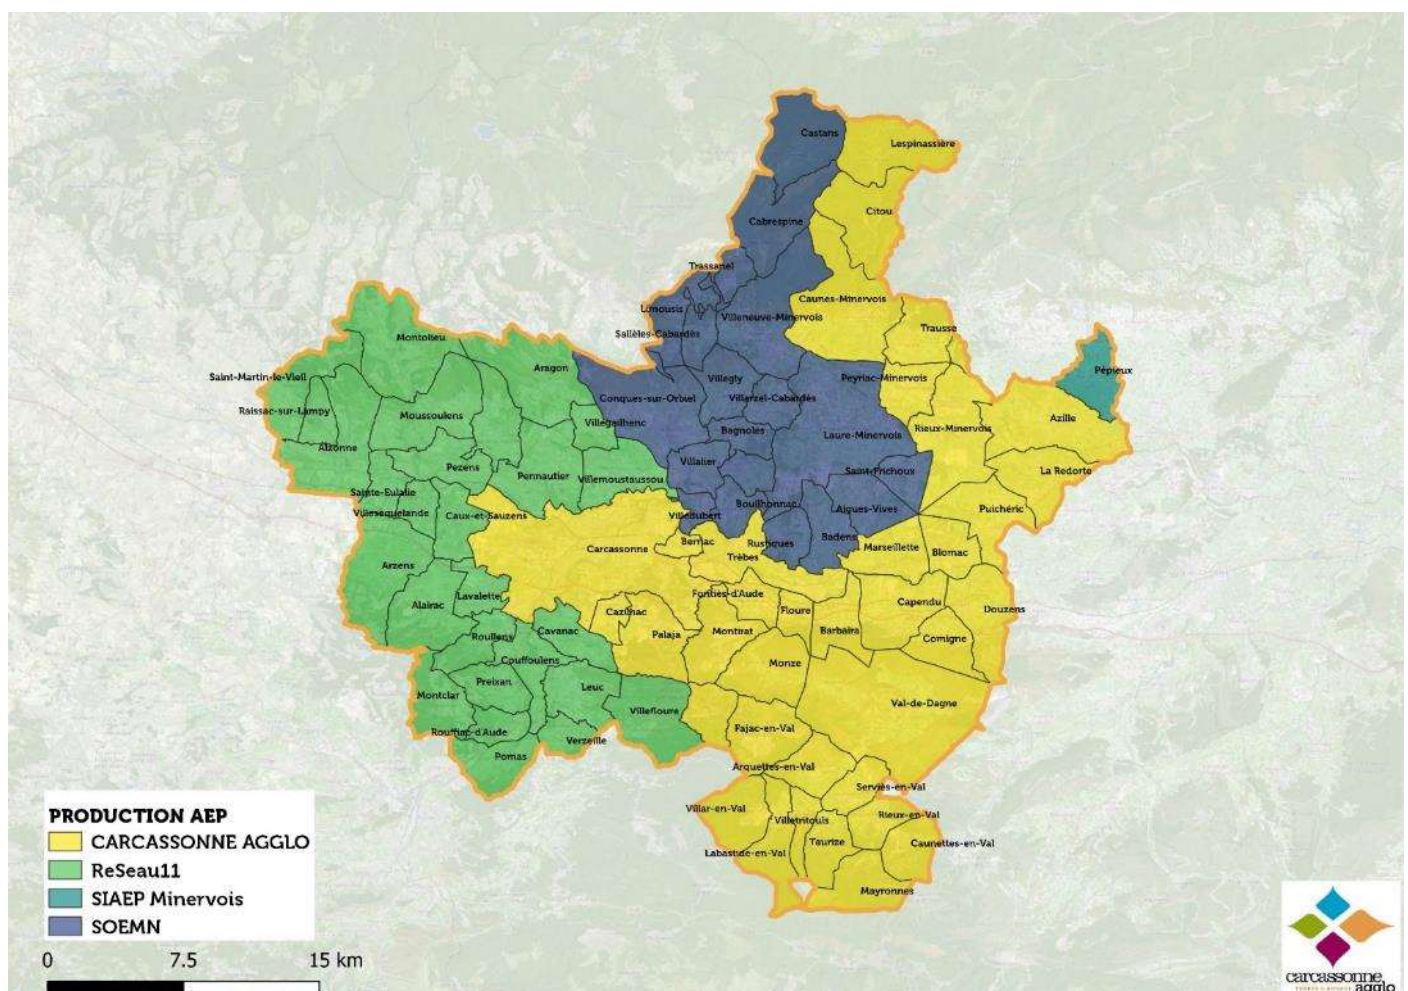 Castans
Lespinassière
Citou
Cabrespine
Trassanel
Caunes-Minervois
Limousis
Villeneuve-Minervois
Trausse
Sallèles-Cabardès
Montolieu
Aragon
Pépieux
Saint-Martin-le-Vieil
Villegly
Peyriac-Minervois
Conques-sur-Orbiel
Villarzel-Cabardès
Raissac-sur-Lampy
Moussoulens
Azille
Villegailhenc
Bagnoles
Rieux-Minervois
Laure-Minervois
Alzonne
Villalier
Pezens
Saint-Frichoux
La Redorte
Pennautier
Villemoustaussou
Sainte-Eulalie
Bouilhonnac
Aigues-Vives
Puichéric
Villesèquelande
Caux-et-Sauzens
Villedubert
Badens
Berriac
Rustiques
Carcassonne
Marseillette
Blomac
Trèbes
Arzens
Lavalette
Fontiès-d'Aude
Alairac
Cazilhac
Floure
Capendu
Douzens
Roullens
Cavanac
Palaja
Montirat
Barbaira
Comigne
Couffoulens
Monze
Preixan
Leuc
Montclar
Val-de-Dagne
Villefloure
Fajac-en-Val
Rouffiac-d'Aude
Verzeille
Pomas
Arquettes-en-Val
Serviès-en-Val
Villar-en-Val
Rieux-en-Val
Villetritouls
Taurize
Caunettes-en-Val
Labastide-en-Val
Mayronnes
PRODUCTION AEP
CARCASSONNE AGGLO
ReSeau11
SIAEP Minervois
SOEMN
0 7.5 15 km
carcassonne
agglo